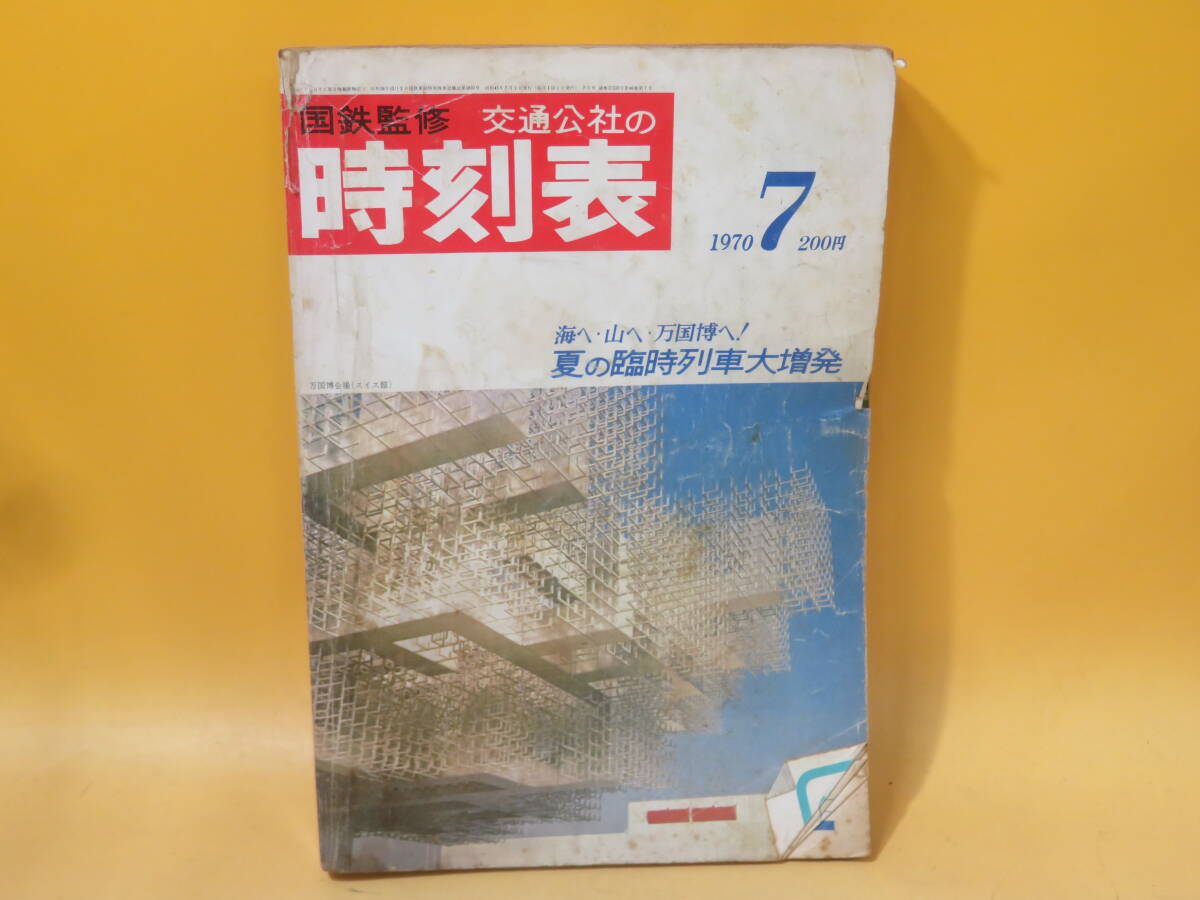 国鉄監修 交通公社の
時刻表
1970 7 200円
海へ・山へ・万国博へ!
夏の臨時列車大増発
万国博会場(スイス館)